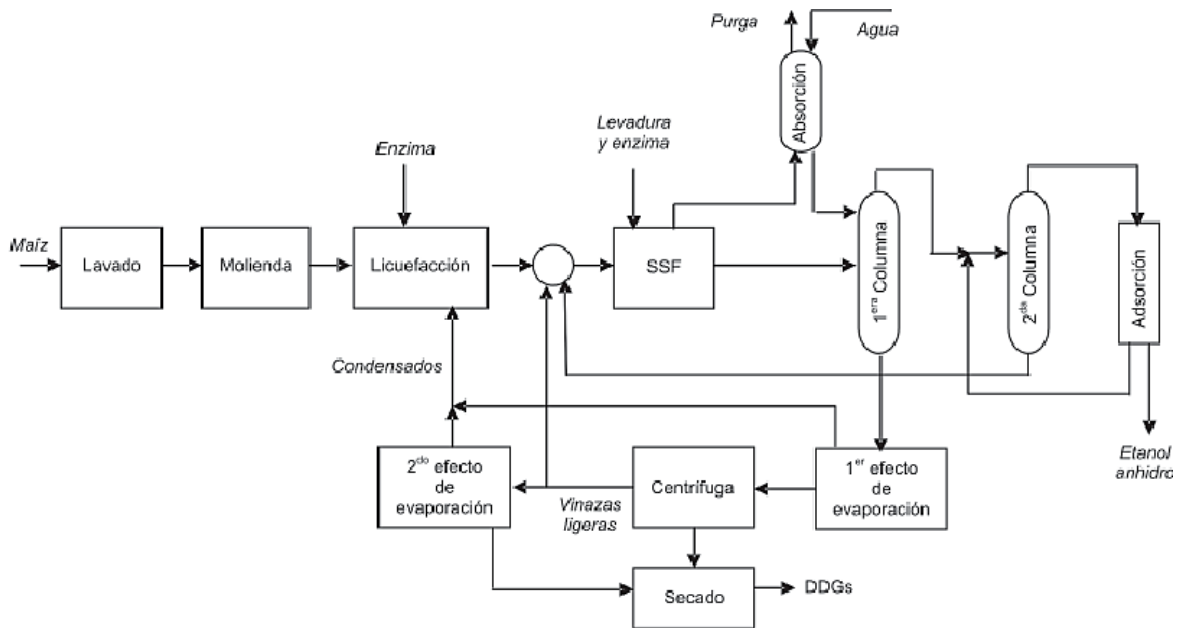 Purga
Agua
Absorción
Levadura
y enzima
Enzima
Maíz
Lavado
Molienda
Licuefacción
SSF
1era Columna
2da Columna
Adsorción
Condensados
Etanol
anhidro
2do efecto
de
evaporación
Vinazas
ligeras
Centrífuga
1er efecto
de
evaporación
Secado
DDGs